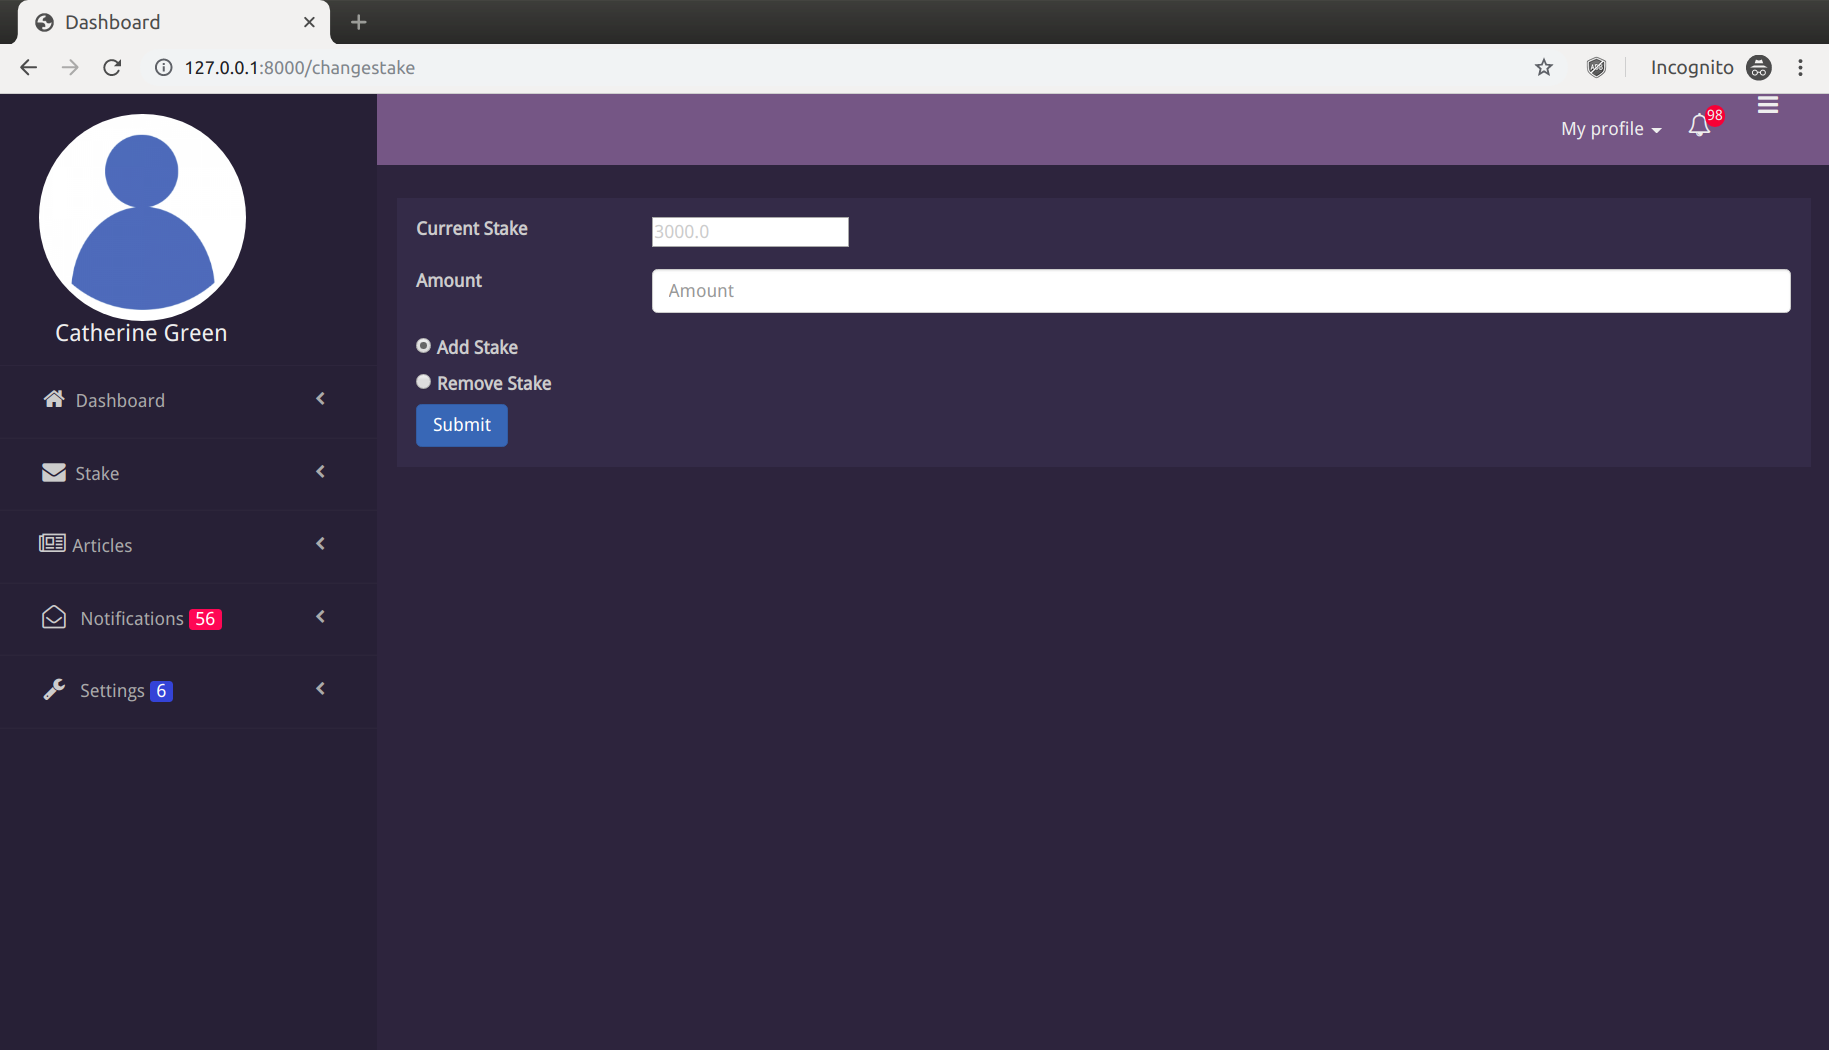 Dashboard
127.0.0.1:8000/changestake
Incognito
My profile
98
Catherine Green
Dashboard
Stake
Articles
Notifications 56
Settings 6
Current Stake
3000.0
Amount
Amount
Add Stake
Remove Stake
Submit